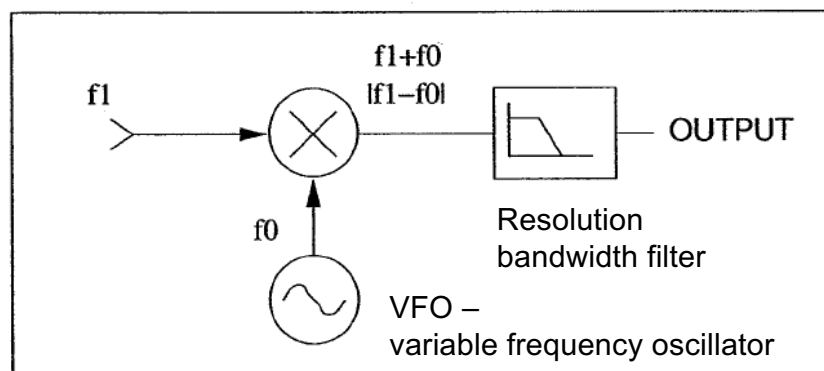 f1+f0
f1
|f1-f0|
OUTPUT
f0
Resolution
bandwidth filter
VFO –
variable frequency oscillator